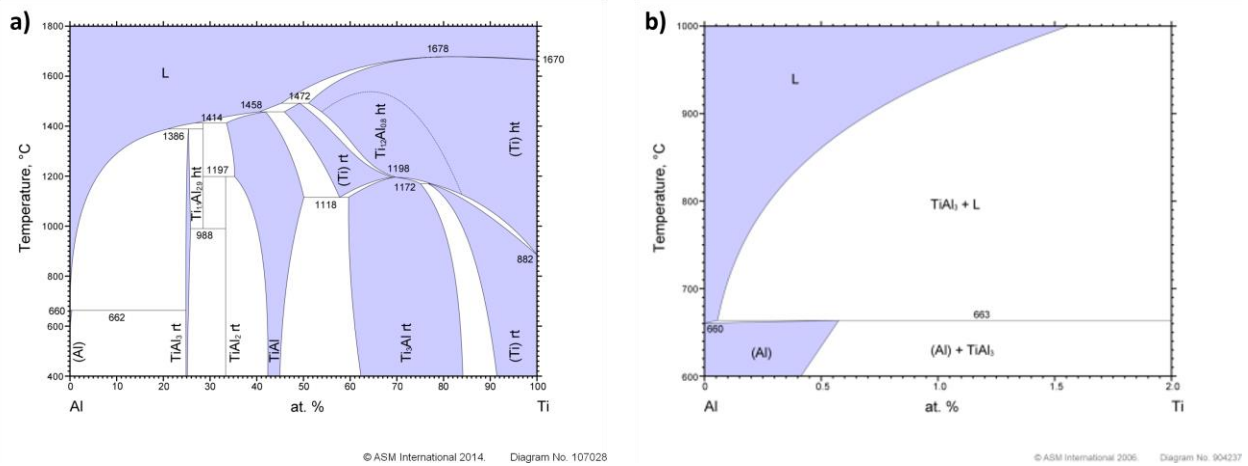 a)
1800
1600
1400
1200
1000
800
600
400
660
Temperature, °C
L
1678
1670
1472
1458
1414
1386
1197
1198
1172
1118
988
882
662
Ti₁₂Al₀.₈ ht
(Ti) ht
(Ti) rt
Ti₁₁Al₂₉ ht
(Al)
TiAl₃ rt
TiAl₂ rt
TiAl
Ti₃Al rt
(Ti) rt
0 10 20 30 40 50 60 70 80 90 100
Al at. % Ti
© ASM International 2014. Diagram No. 107028
b)
1000
900
800
700
600
Temperature, °C
L
TiAl₃ + L
663
660
(Al)
(Al) + TiAl₃
0 0.5 1.0 1.5 2.0
Al at. % Ti
© ASM International 2006. Diagram No. 904237